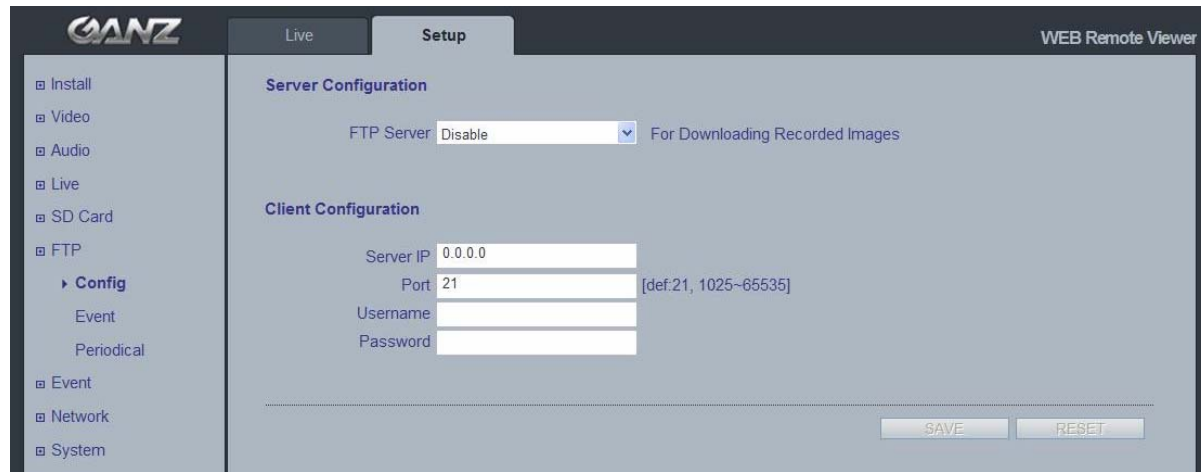 GANZ
Live
Setup
WEB Remote Viewer
Install
Video
Audio
Live
SD Card
FTP
Config
Event
Periodical
Event
Network
System
Server Configuration
FTP Server Disable For Downloading Recorded Images
Client Configuration
Server IP 0.0.0.0
Port 21 [def:21, 1025~65535]
Username
Password
SAVE RESET